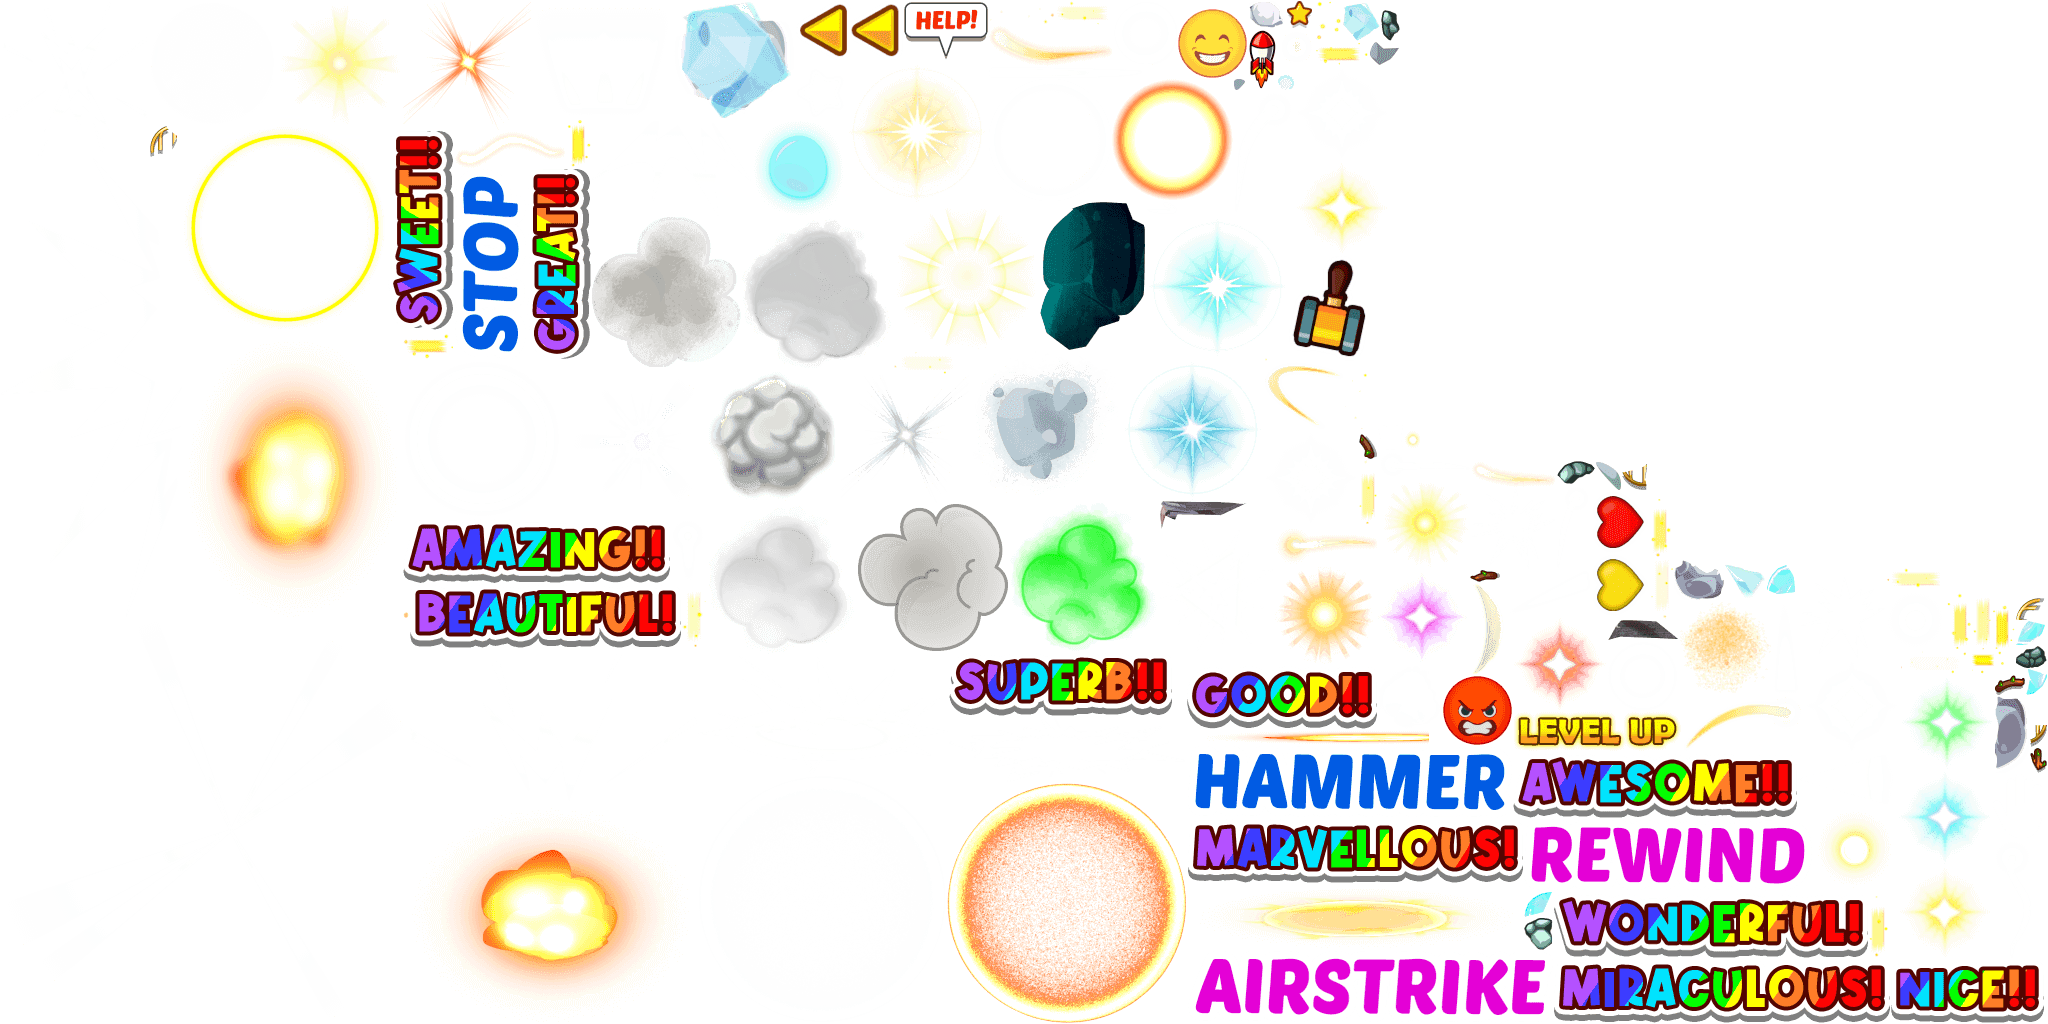 HELP!
SWEET!!
STOP
GREAT!!
AMAZING!!
BEAUTIFUL!
SUPERB!!
GOOD!!
LEVEL UP
HAMMER
AWESOME!!
MARVELLOUS!
REWIND
WONDERFUL!
AIRSTRIKE
MIRACULOUS!
NICE!!